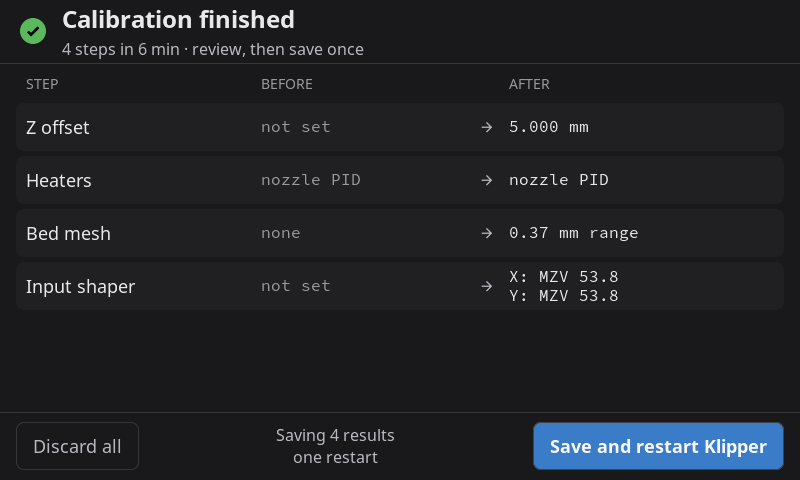 Calibration finished
4 steps in 6 min · review, then save once
STEP BEFORE AFTER
Z offset not set → 5.000 mm
Heaters nozzle PID → nozzle PID
Bed mesh none → 0.37 mm range
Input shaper not set → X: MZV 53.8
Y: MZV 53.8
Discard all
Saving 4 results
one restart
Save and restart Klipper